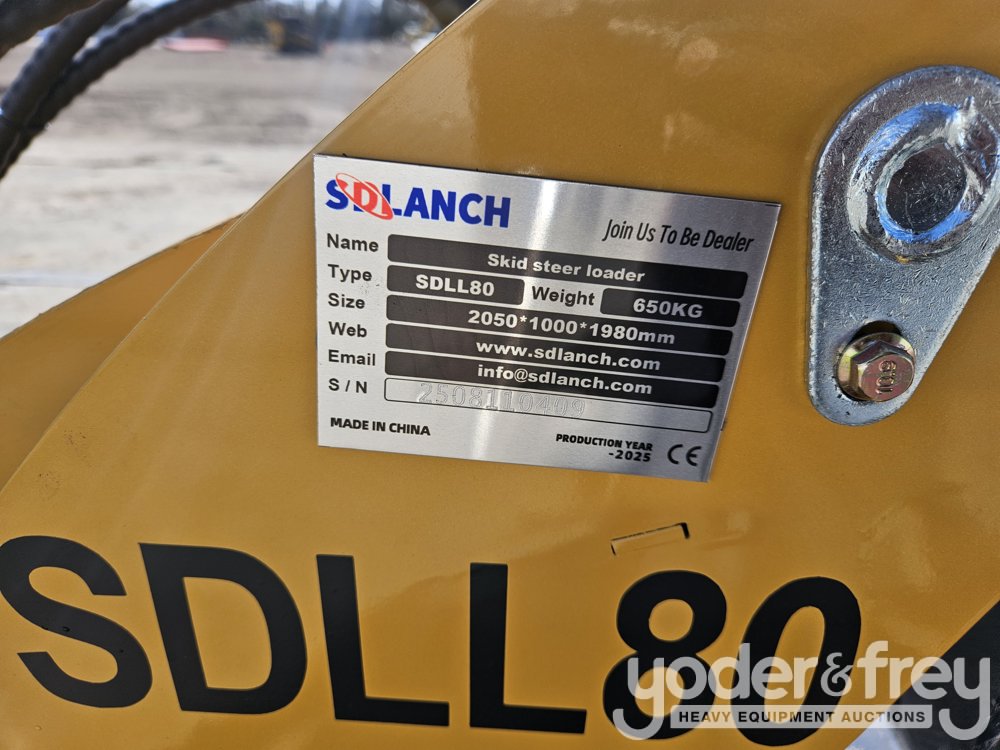 SDLLANCH
Join Us To Be Dealer
Name Skid steer loader
Type SDLL80 Weight 650KG
Size 2050*1000*1980mm
Web www.sdlanch.com
Email info@sdlanch.com
S / N 2508110409
MADE IN CHINA
PRODUCTION YEAR
-2025 CE
SDLL80
yoder&frey
HEAVY EQUIPMENT AUCTIONS